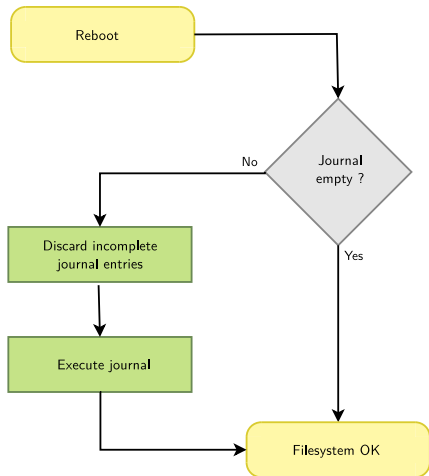 Reboot
Journal
empty ?
No
Yes
Discard incomplete
journal entries
Execute journal
Filesystem OK